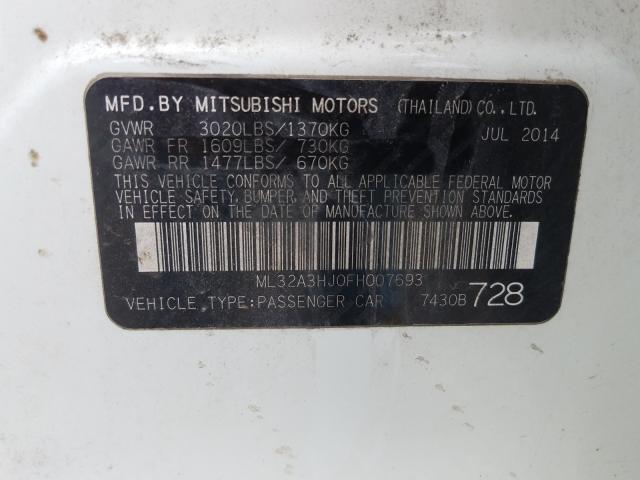 MFD.BY MITSUBISHI MOTORS (THAILAND)CO.,LTD.
GVWR 3020LBS/1370KG JUL 2014
GAWR FR 1609LBS/ 730KG
GAWR RR 1477LBS/ 670KG
THIS VEHICLE CONFORMS TO ALL APPLICABLE FEDERAL MOTOR
VEHICLE SAFETY, BUMPER, AND THEFT PREVENTION STANDARDS
IN EFFECT ON THE DATE OF MANUFACTURE SHOWN ABOVE.
ML32A3HJ0FH007693
VEHICLE TYPE:PASSENGER CAR 7430B 728